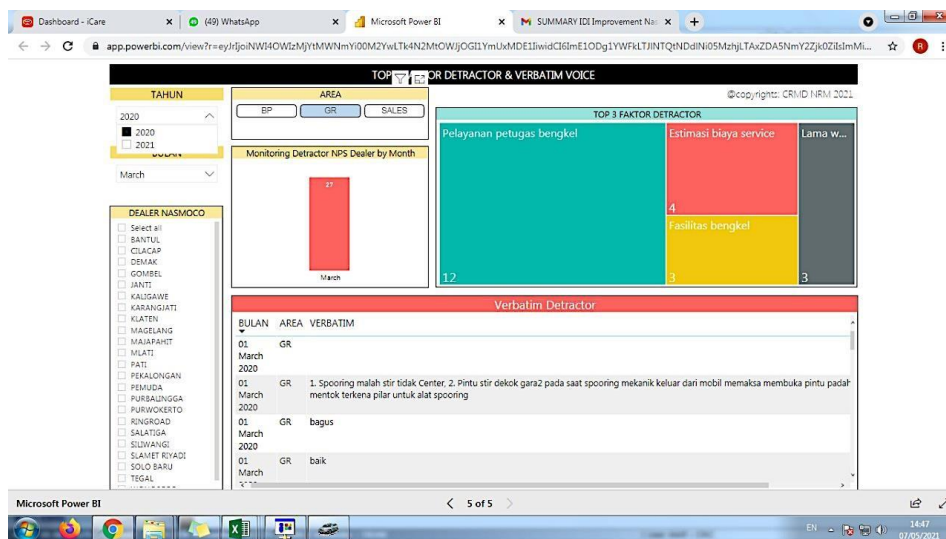 Dashboard - iCare
(49) WhatsApp
Microsoft Power BI
SUMMARY IDI Improvement Na
TOP OR DETRACTOR & VERBATIM VOICE
@copyrights: CRMD NRM 2021
TAHUN
2020
2020
2021
BULAN
March
DEALER NASMOCO
Select all
BANTUL
CILACAP
DEMAK
GOMBEL
JANTI
KALIGAWE
KARANGJATI
KLATEN
MAGELANG
MAJAPAHIT
MLATI
PATI
PEKALONGAN
PEMUDA
PURBALINGGA
PURWOKERTO
RINGROAD
SALATIGA
SILIWANGI
SLAMET RIYADI
SOLO BARU
TEGAL
AREA
BP GR SALES
Monitoring Detractor NPS Dealer by Month
27
March
TOP 3 FAKTOR DETRACTOR
Pelayanan petugas bengkel
12
Estimasi biaya service
4
Fasilitas bengkel
3
Lama w...
3
Verbatim Detractor
BULAN AREA VERBATIM
01 March 2020 GR
01 March 2020 GR 1. Spooring malah stir tidak Center, 2. Pintu stir dekok gara2 pada saat spooring mekanik keluar dari mobil memaksa membuka pintu padah
mentok terkena pilar untuk alat spooring
01 March 2020 GR bagus
01 March GR baik
Microsoft Power BI
5 of 5
EN
14:47
07/05/2021